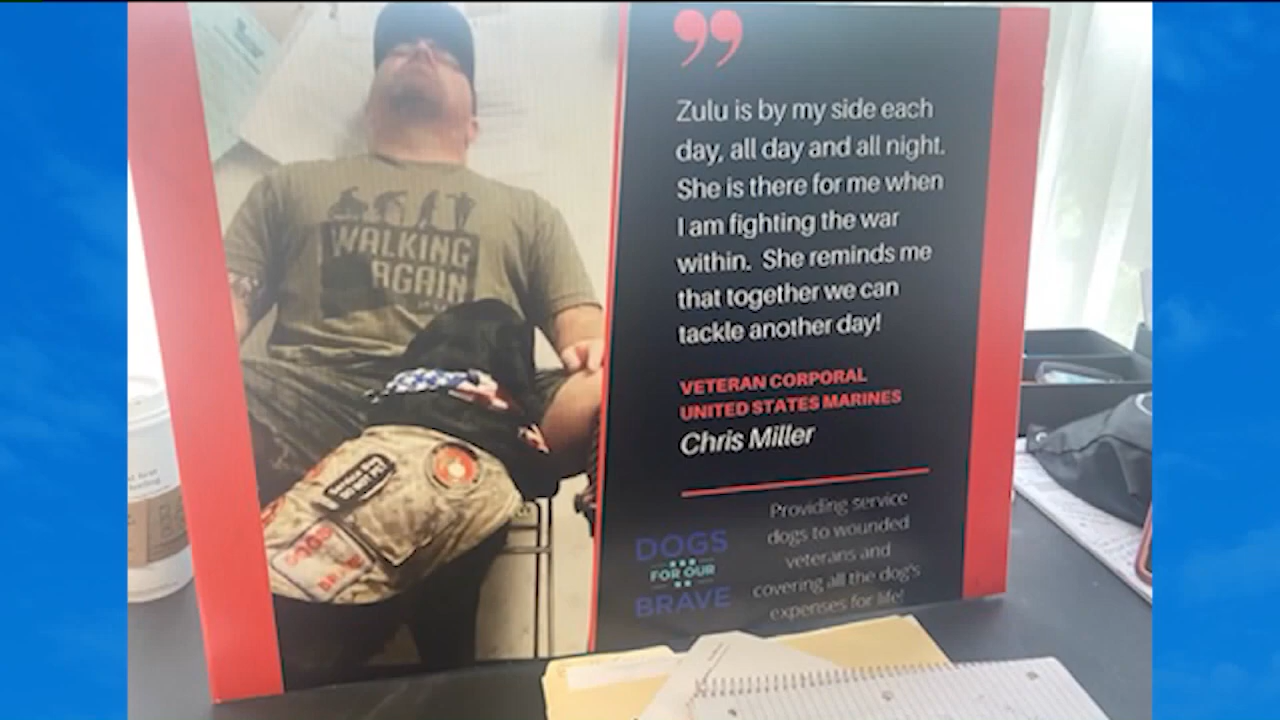 ”
Zulu is by my side each
day, all day and all night.
She is there for me when
I am fighting the war
within. She reminds me
that together we can
tackle another day!
VETERAN CORPORAL
UNITED STATES MARINES
Chris Miller
Providing service
dogs to wounded
veterans and
covering all the dog's
expenses for life!
DOGS
FOR OUR
BRAVE
WALKING
AGAIN